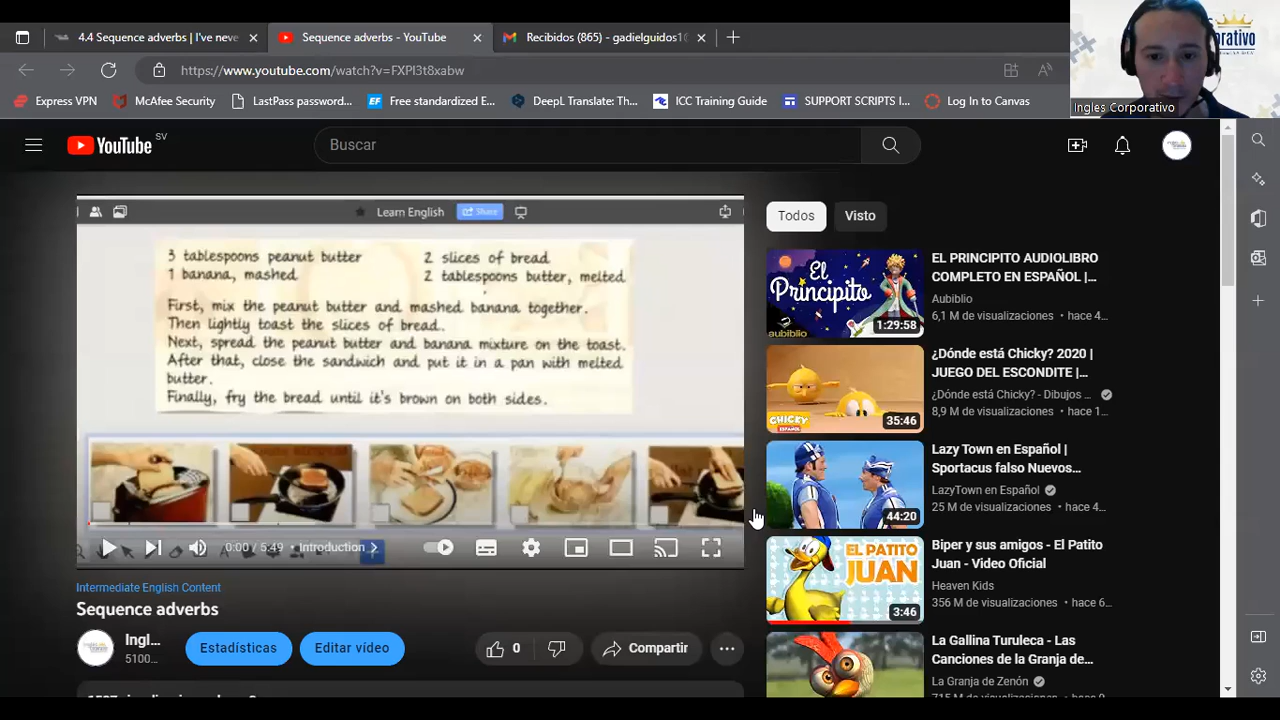 4.4 Sequence adverbs | I've neve
Sequence adverbs - YouTube
Recibidos (865) - gadielguidos1
https://www.youtube.com/watch?v=FXPI3t8xabw
Express VPN
McAfee Security
LastPass password...
Free standardized E...
DeepL Translate: Th...
ICC Training Guide
SUPPORT SCRIPTS I...
Log In to Canvas
Ingles Corporativo
YouTube SV
Buscar
Learn English
Share
3 tablespoons peanut butter
2 slices of bread
1 banana, mashed
2 tablespoons butter, melted
First, mix the peanut butter and mashed banana together.
Then lightly toast the slices of bread.
Next, spread the peanut butter and banana mixture on the toast.
After that, close the sandwich and put it in a pan with melted
butter.
Finally, fry the bread until it's brown on both sides.
0:00 / 5:49 • Introduction
Intermediate English Content
Sequence adverbs
Ingl...
5100...
Estadísticas
Editar vídeo
0
Compartir
Todos
Visto
El
Principito
aubiblio
1:29:58
EL PRINCIPITO AUDIOLIBRO
COMPLETO EN ESPAÑOL |...
Aubiblio
6,1 M de visualizaciones • hace 4...
CHICKY
ESPAÑOL
35:46
¿Dónde está Chicky? 2020 |
JUEGO DEL ESCONDITE |...
¿Dónde está Chicky? - Dibujos ...
8,9 M de visualizaciones • hace 1...
44:20
Lazy Town en Español |
Sportacus falso Nuevos...
LazyTown en Español
25 M de visualizaciones • hace 4...
EL PATITO
JUAN
3:46
Biper y sus amigos - El Patito
Juan - Video Oficial
Heaven Kids
356 M de visualizaciones • hace 6...
La Gallina Turuleca - Las
Canciones de la Granja de...
La Granja de Zenón